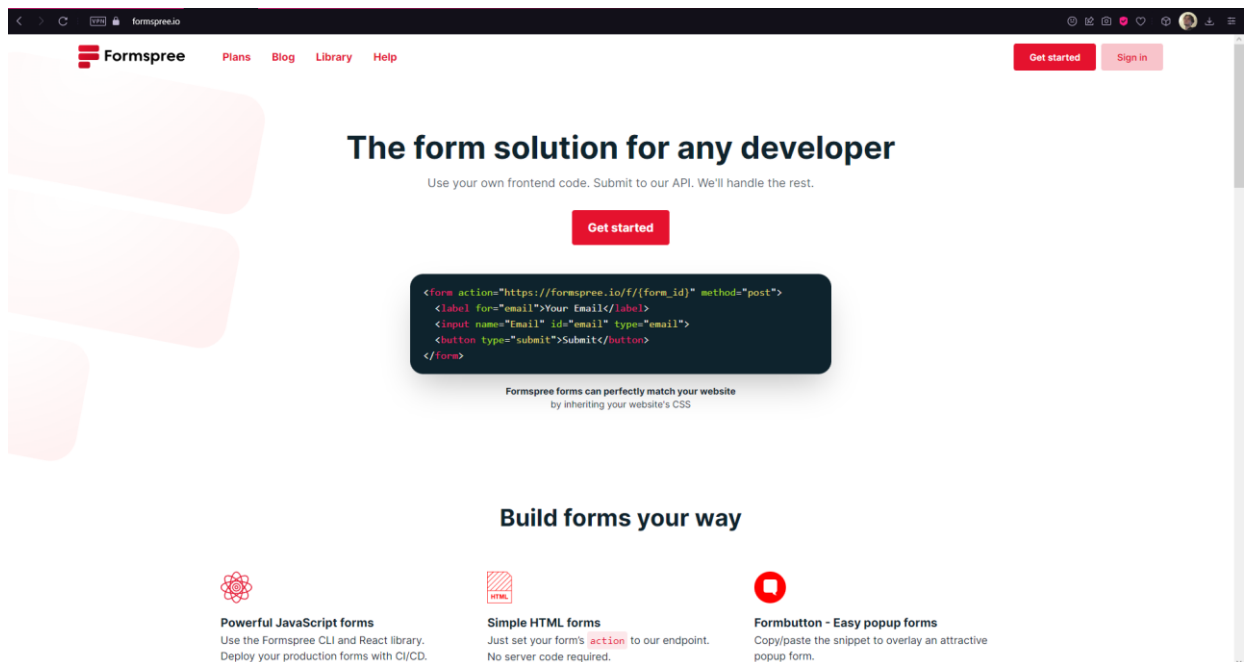 VPN formspree.io
Formspree Plans Blog Library Help Get started Sign in
The form solution for any developer
Use your own frontend code. Submit to our API. We'll handle the rest.
Get started
<form action="https://formspree.io/f/{form_id}" method="post">
<label for="email">Your Email</label>
<input name="Email" id="email" type="email">
<button type="submit">Submit</button>
</form>
Formspree forms can perfectly match your website
by inheriting your website's CSS
Build forms your way
HTML
Powerful JavaScript forms
Use the Formspree CLI and React library.
Deploy your production forms with CI/CD.
Simple HTML forms
Just set your form's action to our endpoint.
No server code required.
Formbutton - Easy popup forms
Copy/paste the snippet to overlay an attractive
popup form.